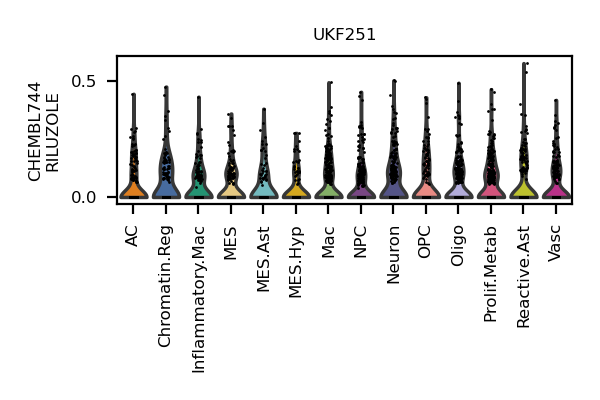 UKF251
CHEMBL744
RILUZOLE
0.5
0.0
AC
Chromatin.Reg
Inflammatory.Mac
MES
MES.Ast
MES.Hyp
Mac
NPC
Neuron
OPC
Oligo
Prolif.Metab
Reactive.Ast
Vasc